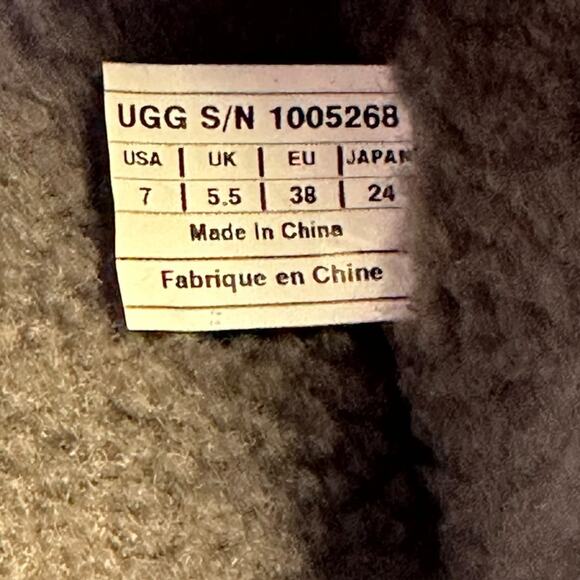 UGG S/N 1005268
USA | UK | EU | JAPAN
7 | 5.5 | 38 | 24
Made In China
Fabrique en Chine